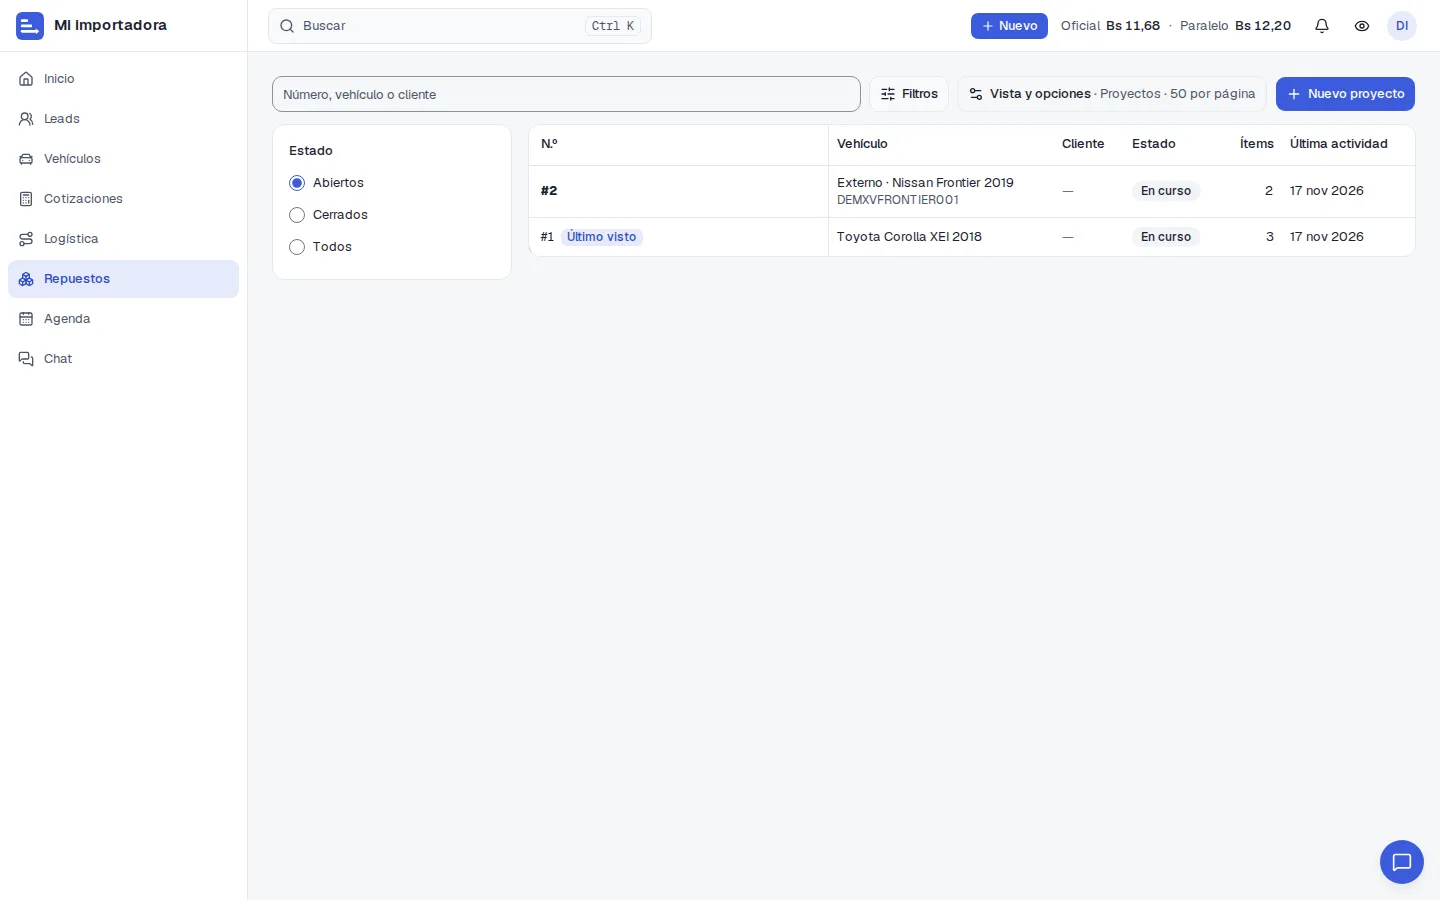 Mi Importadora
Buscar
Ctrl K
Nuevo
Oficial Bs 11,68 · Paralelo Bs 12,20
DI
Inicio
Leads
Vehículos
Cotizaciones
Logística
Repuestos
Agenda
Chat
Número, vehículo o cliente
Filtros
Vista y opciones · Proyectos · 50 por página
Nuevo proyecto
Estado
Abiertos
Cerrados
Todos
N.º Vehículo Cliente Estado Ítems Última actividad
#2 Externo · Nissan Frontier 2019 — En curso 2 17 nov 2026
DEMXVFRONTIER001
#1 Último visto Toyota Corolla XEI 2018 — En curso 3 17 nov 2026